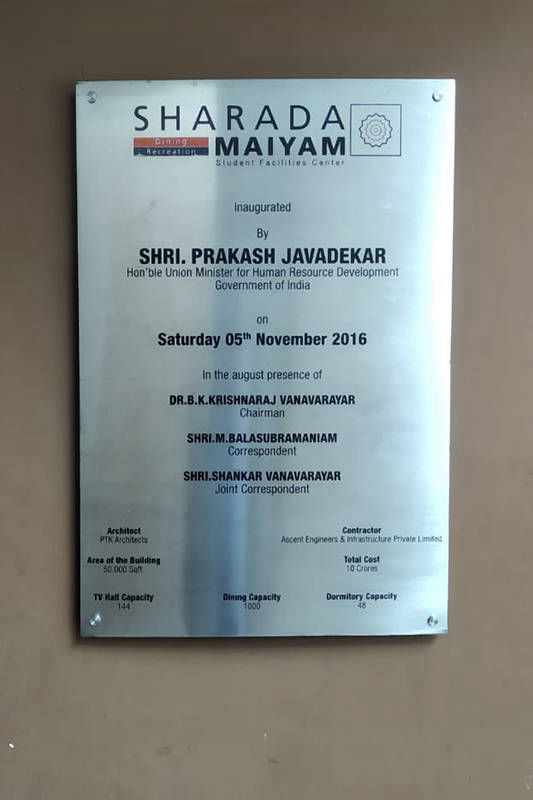 SHARADA
Dining
Recreation
MAIYAM
Student Facilities Center
inaugurated
By
SHRI. PRAKASH JAVADEKAR
Hon'ble Union Minister for Human Resource Development
Government of India
on
Saturday 05th November 2016
In the august presence of
DR.B.K.KRISHNARAJ VANAVARAYAR
Chairman
SHRI.M.BALASUBRAMANIAM
Correspondent
SHRI.SHANKAR VANAVARAYAR
Joint Correspondent
Architect
PTK Architects
Contractor
Ascent Engineers & Infrastructure Private Limited
Area of the Building
50,000 Sqft.
Total Cost
10 Crores
TV Hall Capacity
144
Dining Capacity
1000
Dormitory Capacity
48